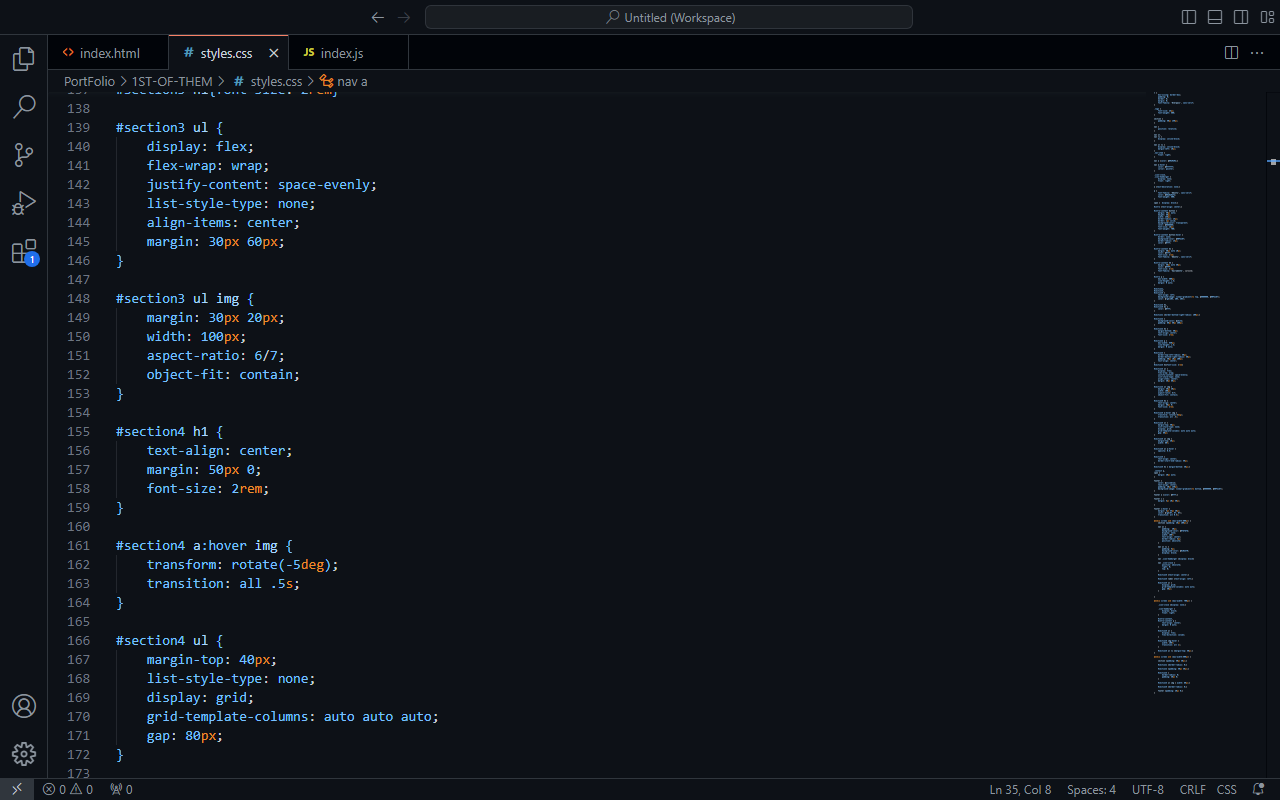 Untitled (Workspace)
index.html
# styles.css
JS index.js
PortFolio > 1ST-OF-THEM > # styles.css > nav a
137 #section3 h1{font-size: 2rem}
138
139 #section3 ul {
140 display: flex;
141 flex-wrap: wrap;
142 justify-content: space-evenly;
143 list-style-type: none;
144 align-items: center;
145 margin: 30px 60px;
146 }
147
148 #section3 ul img {
149 margin: 30px 20px;
150 width: 100px;
151 aspect-ratio: 6/7;
152 object-fit: contain;
153 }
154
155 #section4 h1 {
156 text-align: center;
157 margin: 50px 0;
158 font-size: 2rem;
159 }
160
161 #section4 a:hover img {
162 transform: rotate(-5deg);
163 transition: all .5s;
164 }
165
166 #section4 ul {
167 margin-top: 40px;
168 list-style-type: none;
169 display: grid;
170 grid-template-columns: auto auto auto;
171 gap: 80px;
172 }
173
1
0 0 0
Ln 35, Col 8
Spaces: 4
UTF-8
CRLF
CSS